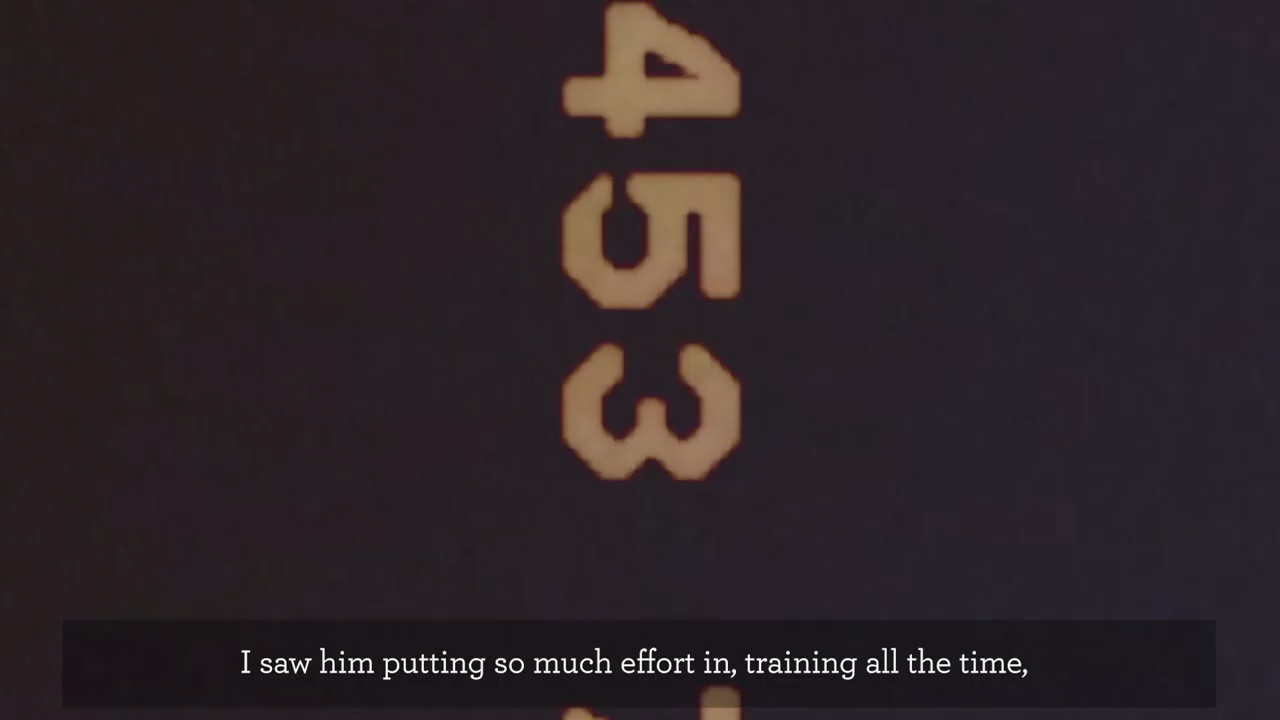 453
I saw him putting so much effort in, training all the time,